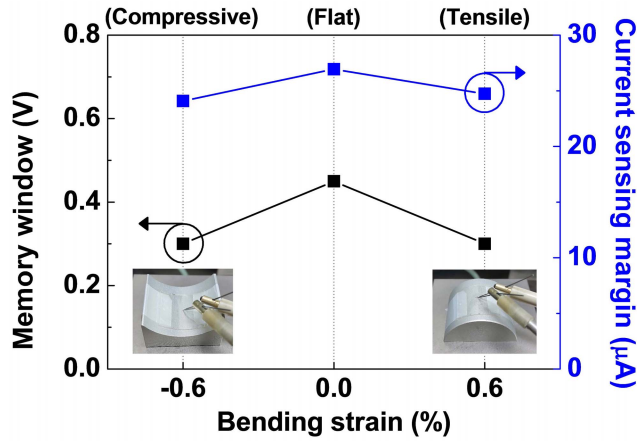 (Compressive) (Flat) (Tensile)
0.8
0.6
0.4
0.2
0.0
Memory window (V)
30
20
10
0
Current sensing margin (μA)
-0.6 0.0 0.6
Bending strain (%)